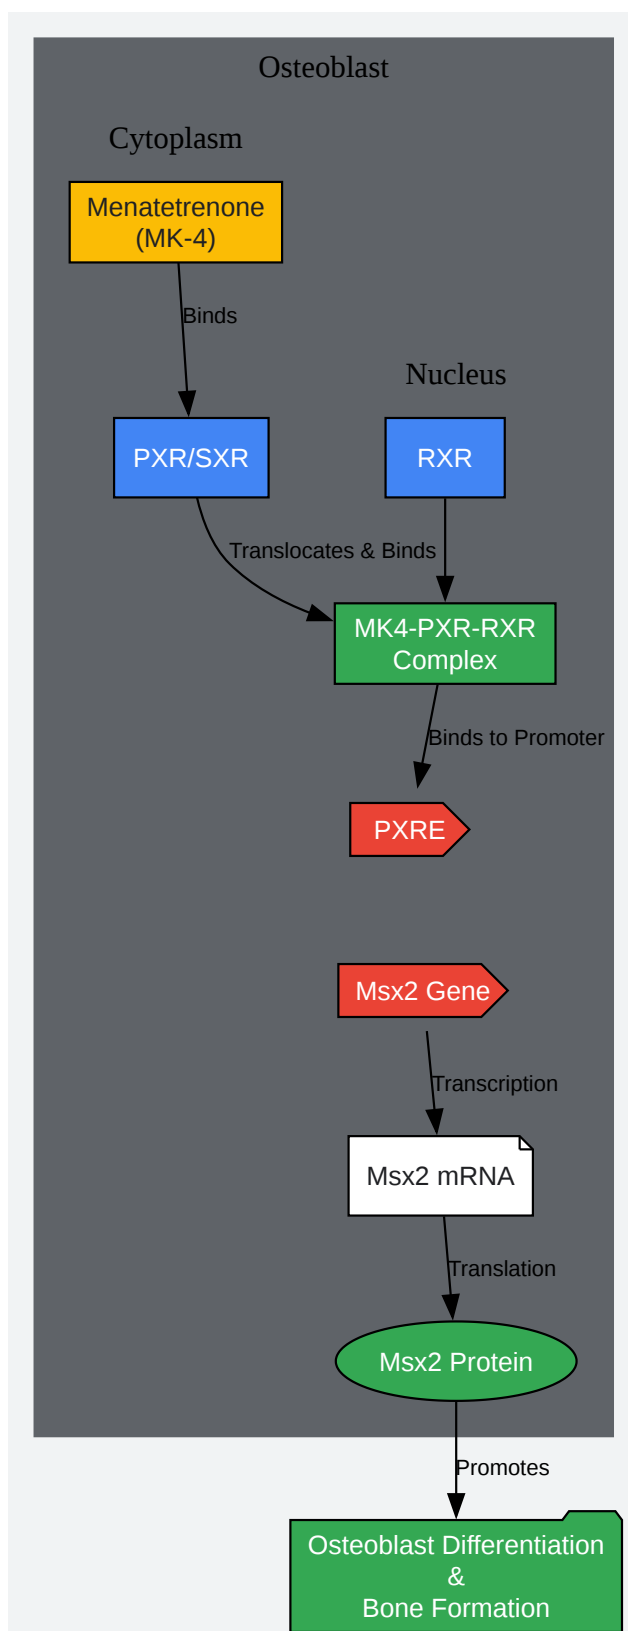 Osteoblast
Cytoplasm
Menatetrenone
(MK-4)
Binds
Nucleus
PXR/SXR
RXR
Translocates & Binds
MK4-PXR-RXR
Complex
Binds to Promoter
PXRE
Msx2 Gene
Transcription
Msx2 mRNA
Translation
Msx2 Protein
Promotes
Osteoblast Differentiation
&
Bone Formation